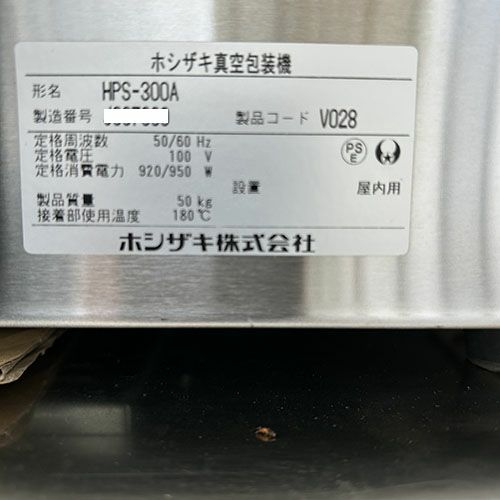 ホシザキ真空包装機
形名 HPS-300A
製造番号 製品コード V028
定格周波数 50/60 Hz
定格電圧 100 V
定格消費電力 920/950 W
PS
E
設置 屋内用
製品質量 50 kg
接着部使用温度 180℃
ホシザキ株式会社